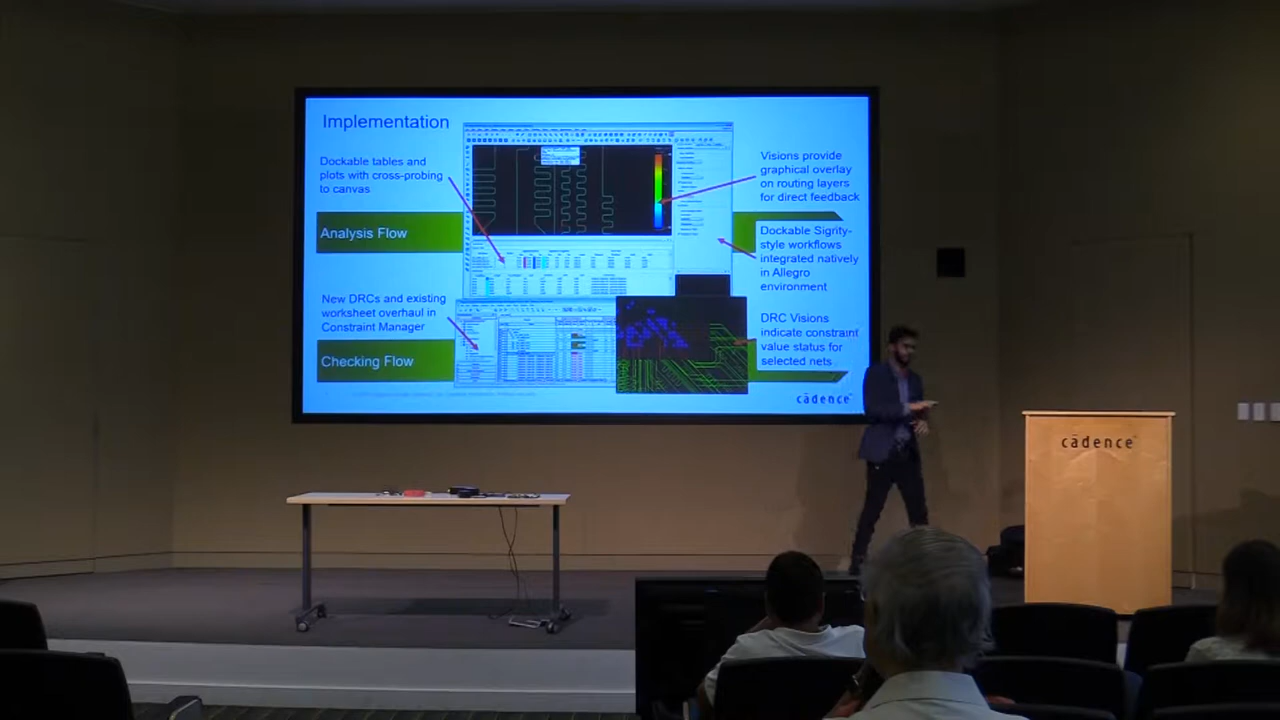 Implementation
Dockable tables and
plots with cross-probing
to canvas
Visions provide
graphical overlay
on routing layers
for direct feedback
Analysis Flow
Dockable Sigrity-
style workflows
integrated natively
in Allegro
environment
New DRCs and existing
worksheet overhaul in
Constraint Manager
DRC Visions
indicate constraint
value status for
selected nets
Checking Flow
cādence
cādence